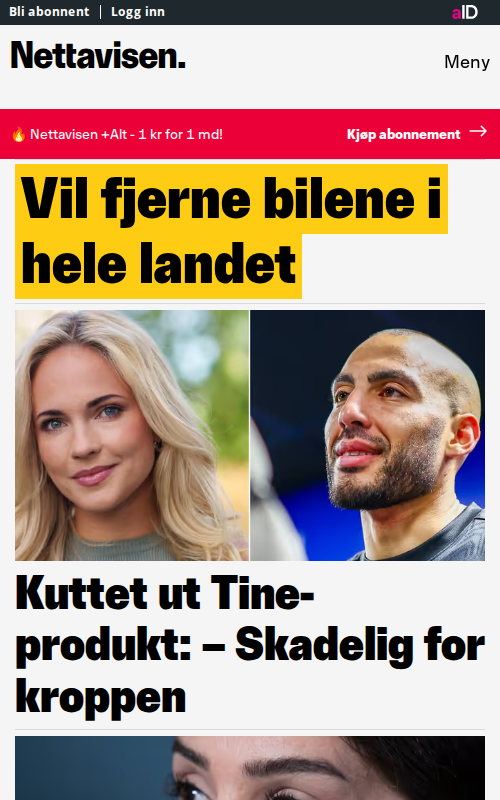 Bli abonnent | Logg inn
aID
Nettavisen.
Meny
🔥 Nettavisen +Alt - 1 kr for 1 md!
Kjøp abonnement →
Vil fjerne bilene i
hele landet
Kuttet ut Tine-
produkt: – Skadelig for
kroppen